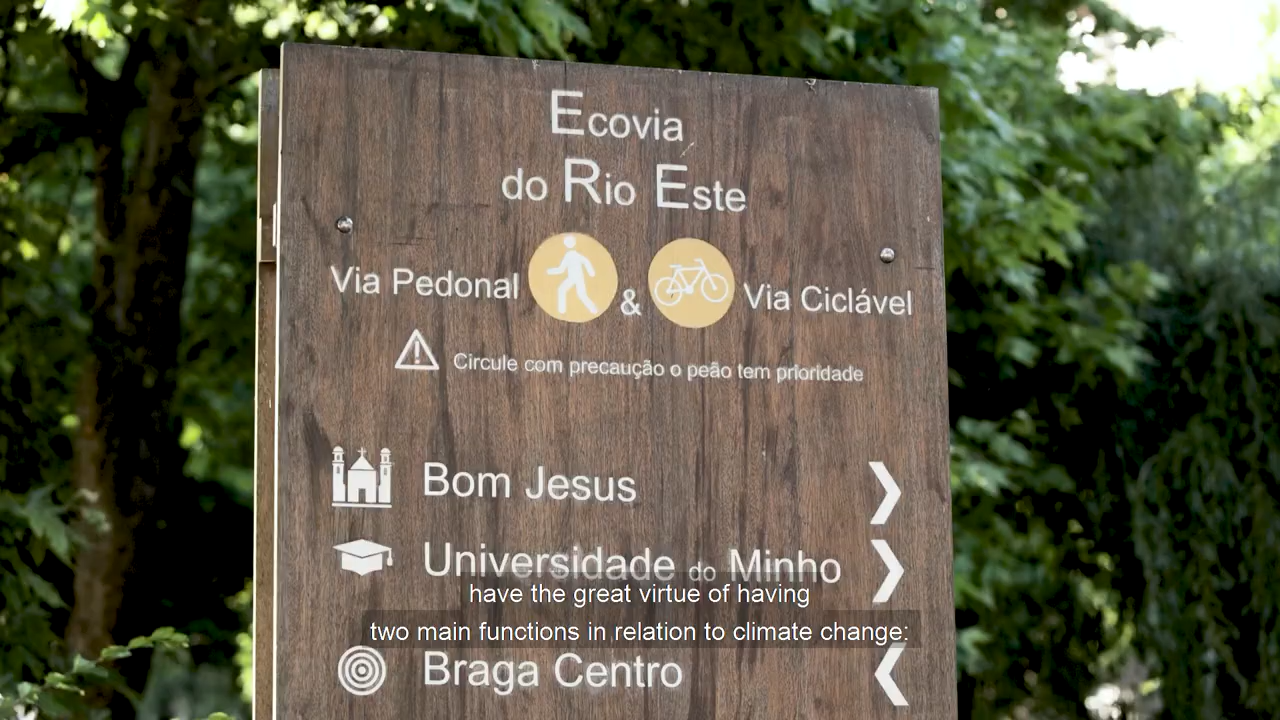 Ecovia
do Rio Este
Via Pedonal & Via Ciclável
Circule com precaução o peão tem prioridade
Bom Jesus
Universidade do Minho
have the great virtue of having
two main functions in relation to climate change:
Braga Centro